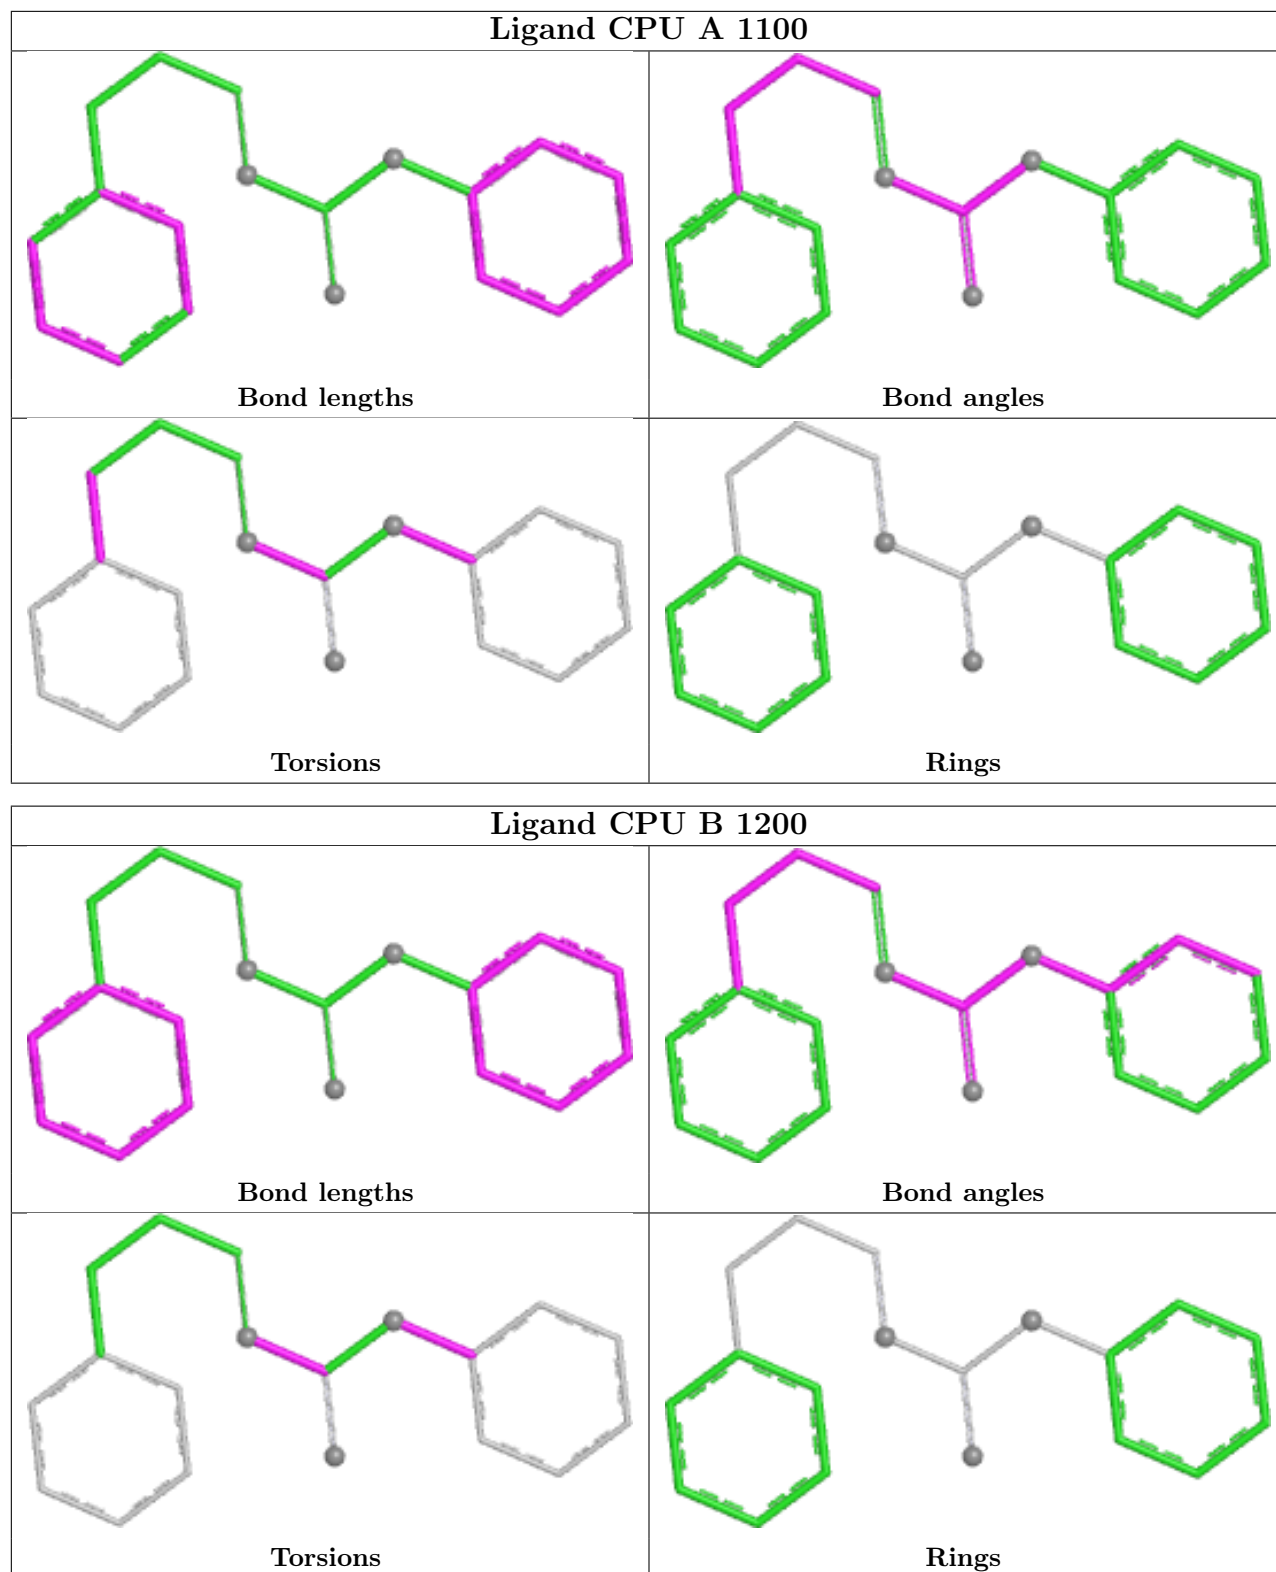 Ligand CPU A 1100
Bond lengths
Bond angles
Torsions
Rings
Ligand CPU B 1200
Bond lengths
Bond angles
Torsions
Rings